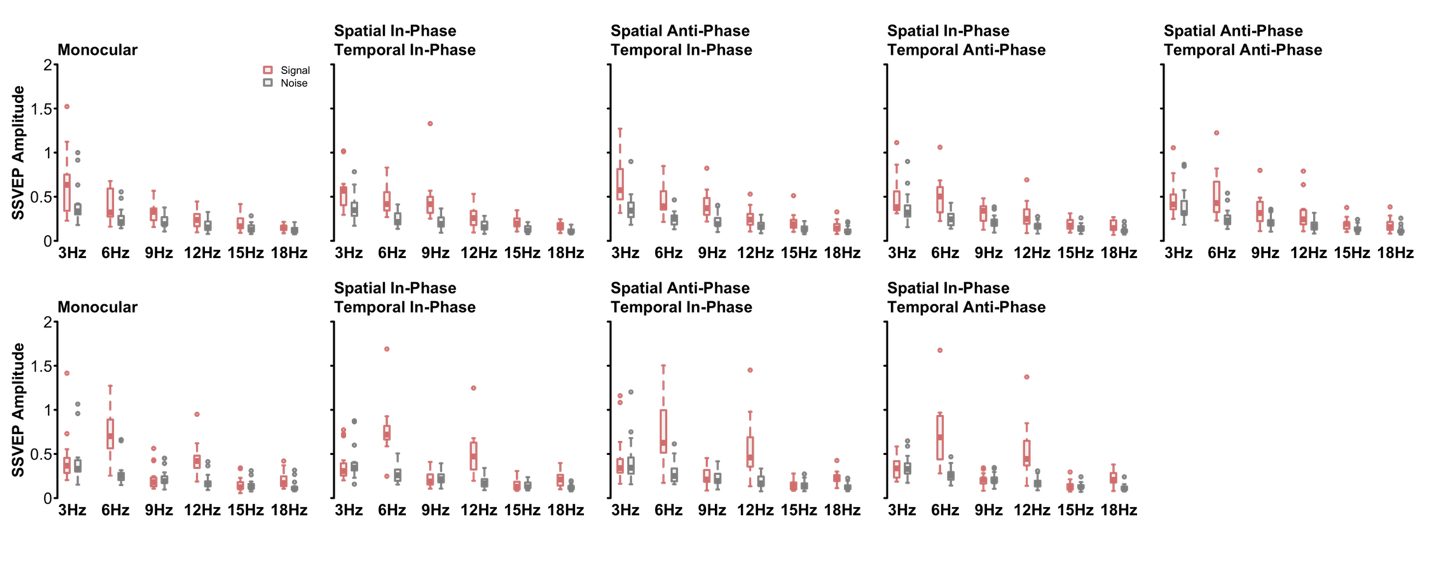 Spatial In-Phase
Temporal In-Phase
Spatial Anti-Phase
Temporal In-Phase
Spatial In-Phase
Temporal Anti-Phase
Spatial Anti-Phase
Temporal Anti-Phase
Monocular
Signal
Noise
SSVEP Amplitude
2
1.5
1
0.5
0
3Hz 6Hz 9Hz 12Hz 15Hz 18Hz
3Hz 6Hz 9Hz 12Hz 15Hz 18Hz
3Hz 6Hz 9Hz 12Hz 15Hz 18Hz
3Hz 6Hz 9Hz 12Hz 15Hz 18Hz
3Hz 6Hz 9Hz 12Hz 15Hz 18Hz
Monocular
Spatial In-Phase
Temporal In-Phase
Spatial Anti-Phase
Temporal In-Phase
Spatial In-Phase
Temporal Anti-Phase
SSVEP Amplitude
2
1.5
1
0.5
0
3Hz 6Hz 9Hz 12Hz 15Hz 18Hz
3Hz 6Hz 9Hz 12Hz 15Hz 18Hz
3Hz 6Hz 9Hz 12Hz 15Hz 18Hz
3Hz 6Hz 9Hz 12Hz 15Hz 18Hz